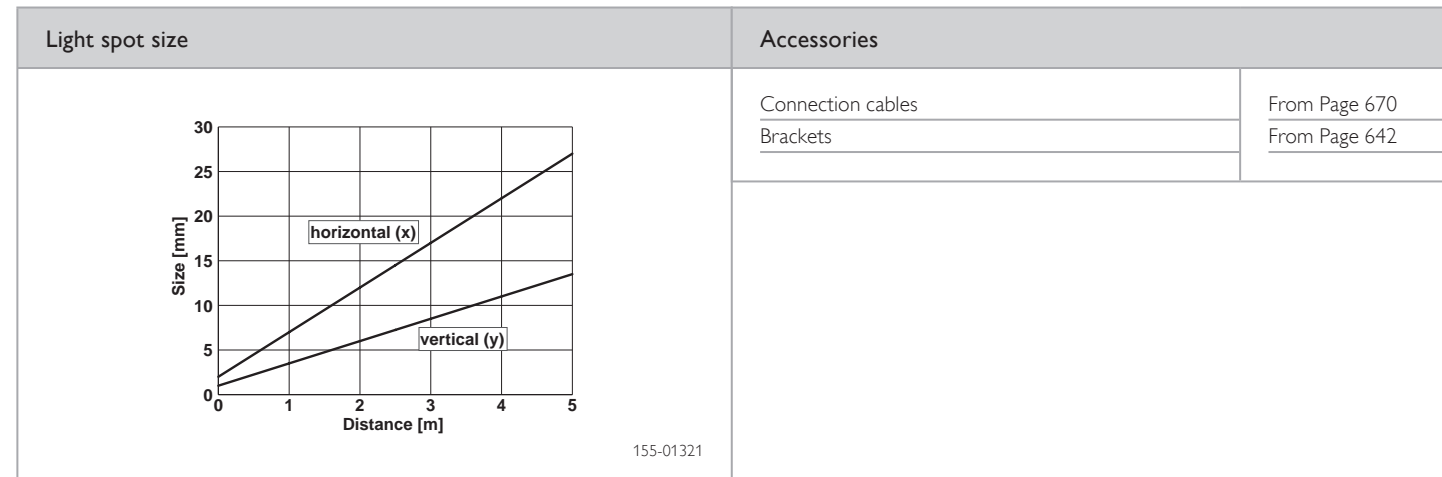 Light spot size
Accessories
Connection cables
From Page 670
Brackets
From Page 642
30
25
20
15
10
5
0
Size [mm]
horizontal (x)
vertical (y)
0 1 2 3 4 5
Distance [m]
155-01321